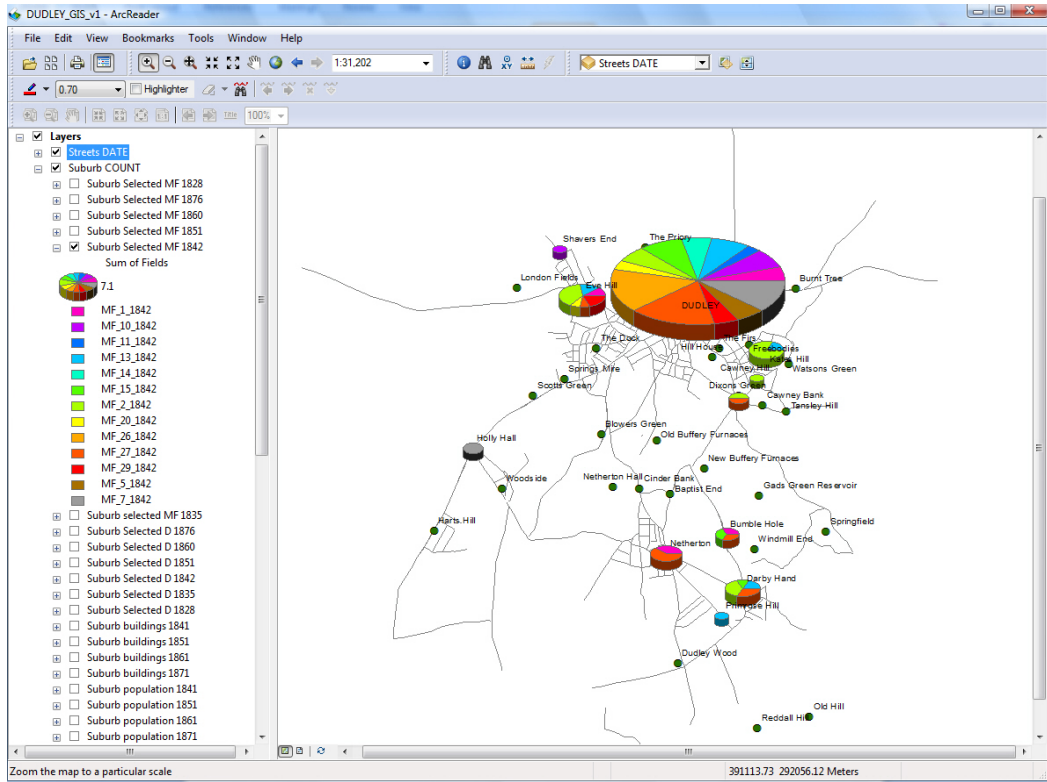 DUDLEY_GIS_v1 - ArcReader
File Edit View Bookmarks Tools Window Help
1:31,202
Streets DATE
0.70
Highlighter
Title
100%
Layers
Streets DATE
Suburb COUNT
Suburb Selected MF 1828
Suburb Selected MF 1876
Suburb Selected MF 1860
Suburb Selected MF 1851
Suburb Selected MF 1842
Sum of Fields
7.1
MF_1_1842
MF_10_1842
MF_11_1842
MF_13_1842
MF_14_1842
MF_15_1842
MF_2_1842
MF_20_1842
MF_26_1842
MF_27_1842
MF_29_1842
MF_5_1842
MF_7_1842
Suburb selected MF 1835
Suburb Selected D 1876
Suburb Selected D 1860
Suburb Selected D 1851
Suburb Selected D 1842
Suburb Selected D 1835
Suburb Selected D 1828
Suburb buildings 1841
Suburb buildings 1851
Suburb buildings 1861
Suburb buildings 1871
Suburb population 1841
Suburb population 1851
Suburb population 1861
Suburb population 1871
Shavers End
The Priory
London Fields
Eve Hill
Burnt Tree
DUDLEY
The Dock
Hill House
The Firs
Freebodies
Kates Hill
Springs Mire
Cawney Hill
Watsons Green
Scotts Green
Dixons Green
Cawney Bank
Tansley Hill
Blowers Green
Old Buffery Furnaces
Holly Hall
New Buffery Furnaces
Woodside
Netherton Hall
Cinder Bank
Baptist End
Gads Green Reservoir
Harts Hill
Bumble Hole
Springfield
Netherton
Windmill End
Darby Hand
Primrose Hill
Dudley Wood
Old Hill
Reddall Hill
Zoom the map to a particular scale
391113.73 292056.12 Meters